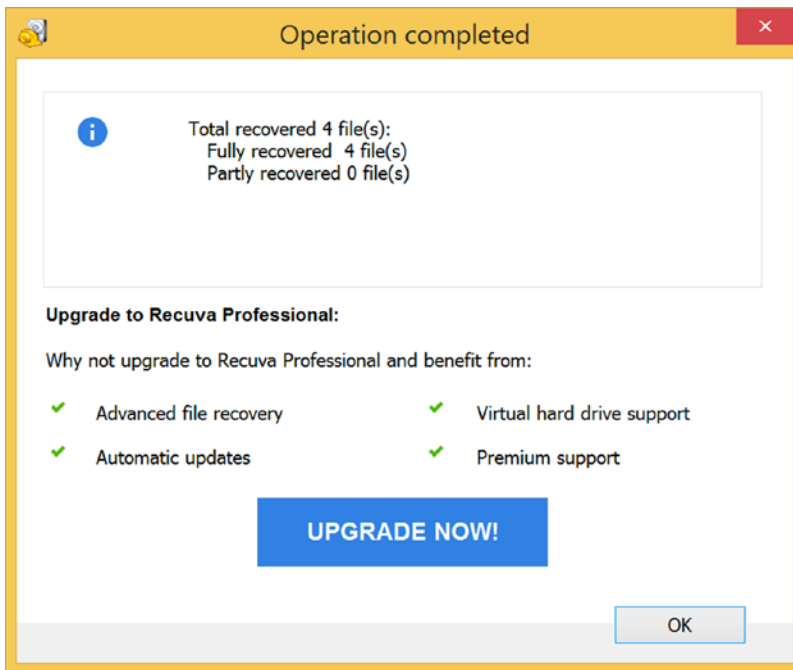 Operation completed
Total recovered 4 file(s):
Fully recovered 4 file(s)
Partly recovered 0 file(s)
Upgrade to Recuva Professional:
Why not upgrade to Recuva Professional and benefit from:
Advanced file recovery
Virtual hard drive support
Automatic updates
Premium support
UPGRADE NOW!
OK